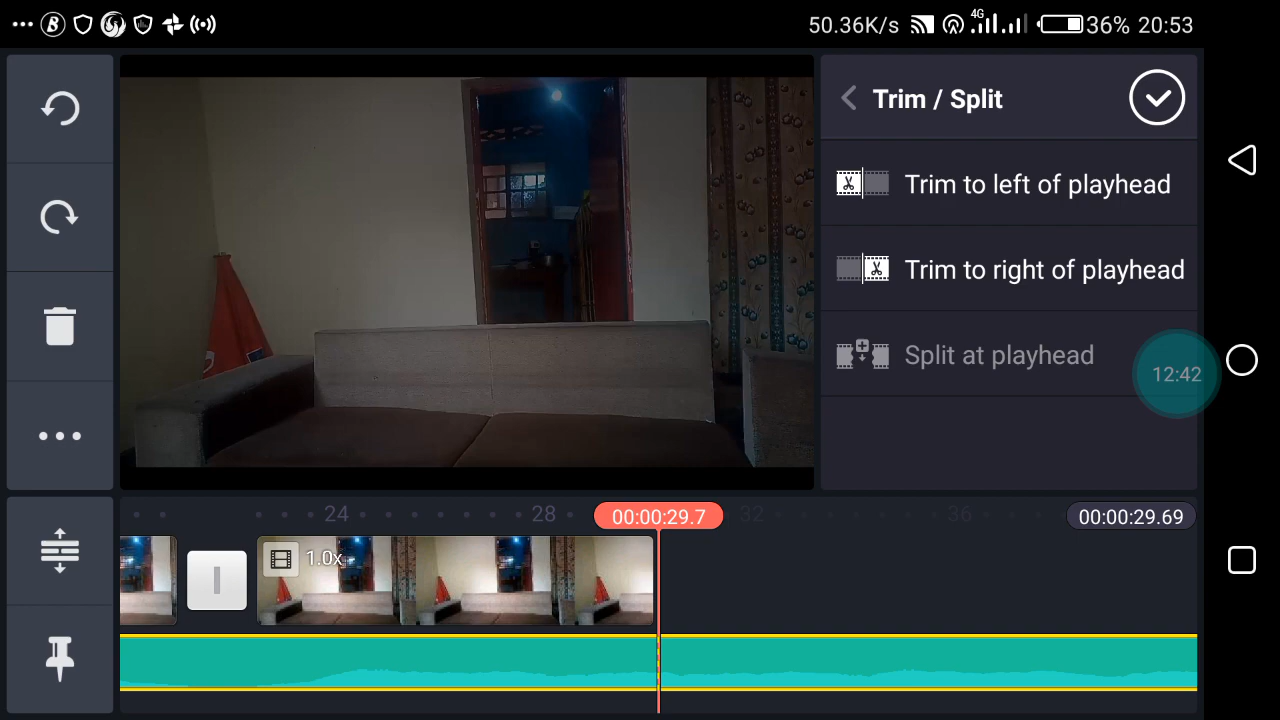 50.36K/s 4G 36% 20:53
Trim / Split
Trim to left of playhead
Trim to right of playhead
Split at playhead
12:42
24 28 00:00:29.7 32 36 00:00:29.69
1.0x